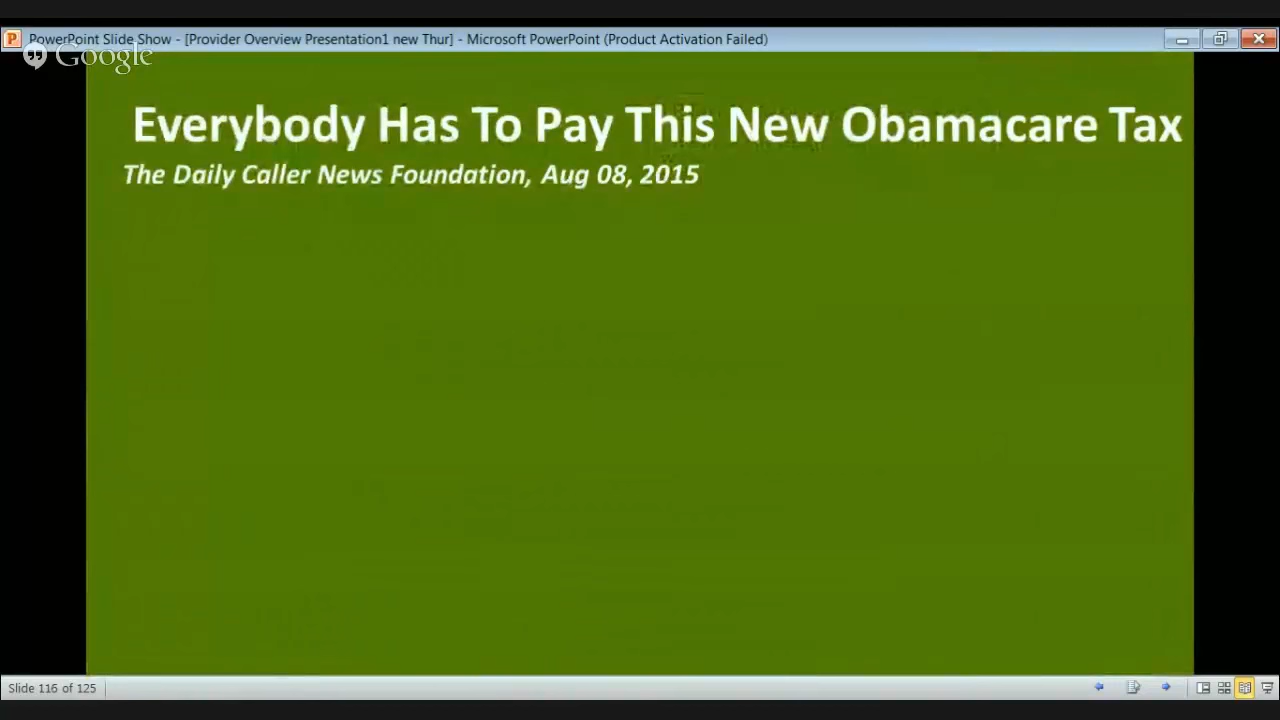 PowerPoint Slide Show - [Provider Overview Presentation1 new Thur] - Microsoft PowerPoint (Product Activation Failed)
Google
Everybody Has To Pay This New Obamacare Tax
The Daily Caller News Foundation, Aug 08, 2015
Slide 116 of 125